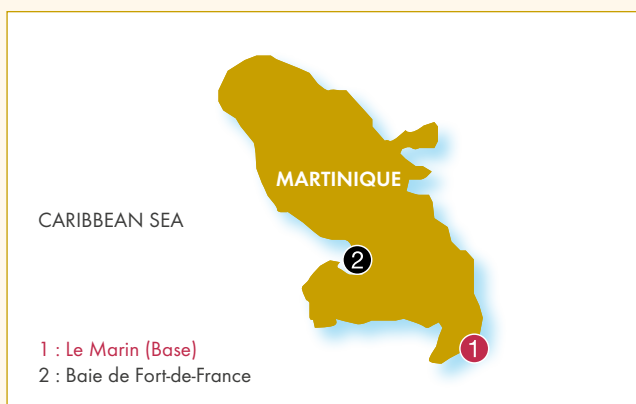 MARTINIQUE
CARIBBEAN SEA
2
1
1 : Le Marin (Base)
2 : Baie de Fort-de-France